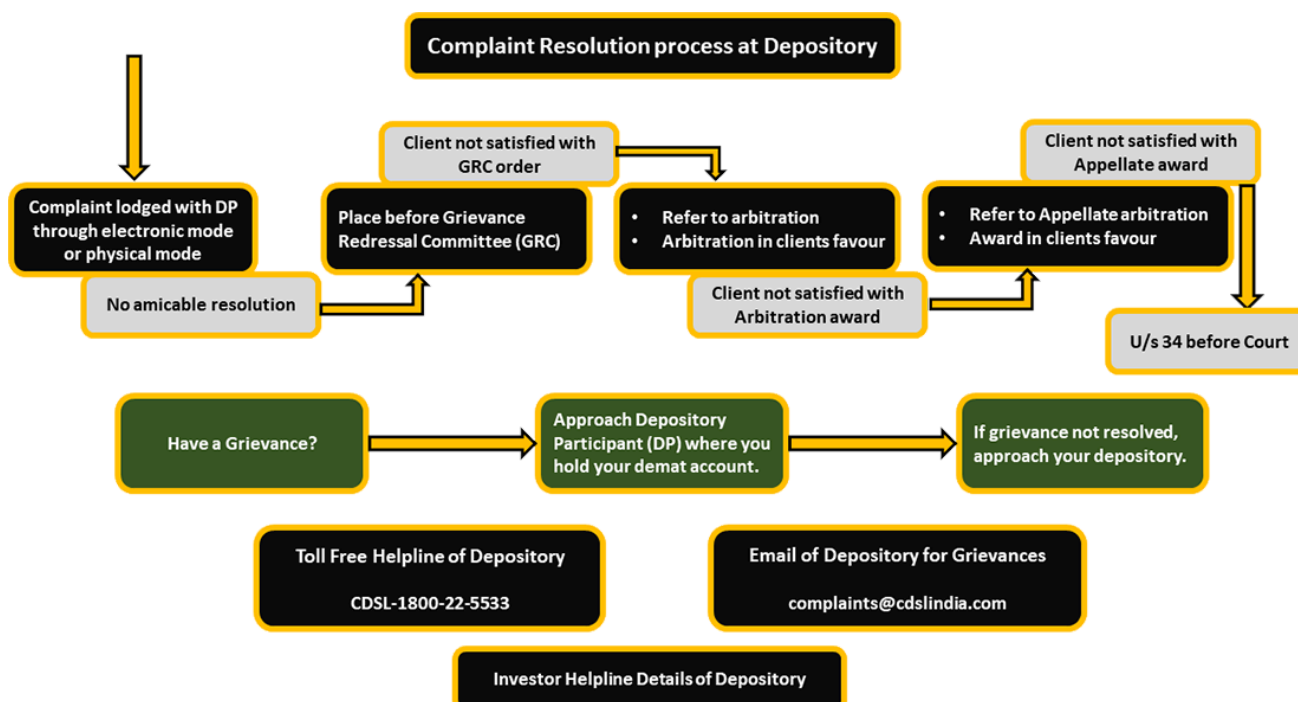 Complaint Resolution process at Depository
Client not satisfied with
GRC order
Client not satisfied with
Appellate award
Complaint lodged with DP
through electronic mode
or physical mode
Place before Grievance
Redressal Committee (GRC)
• Refer to arbitration
• Arbitration in clients favour
• Refer to Appellate arbitration
• Award in clients favour
No amicable resolution
Client not satisfied with
Arbitration award
U/s 34 before Court
Have a Grievance?
Approach Depository
Participant (DP) where you
hold your demat account.
If grievance not resolved,
approach your depository.
Toll Free Helpline of Depository
CDSL-1800-22-5533
Email of Depository for Grievances
complaints@cdslindia.com
Investor Helpline Details of Depository